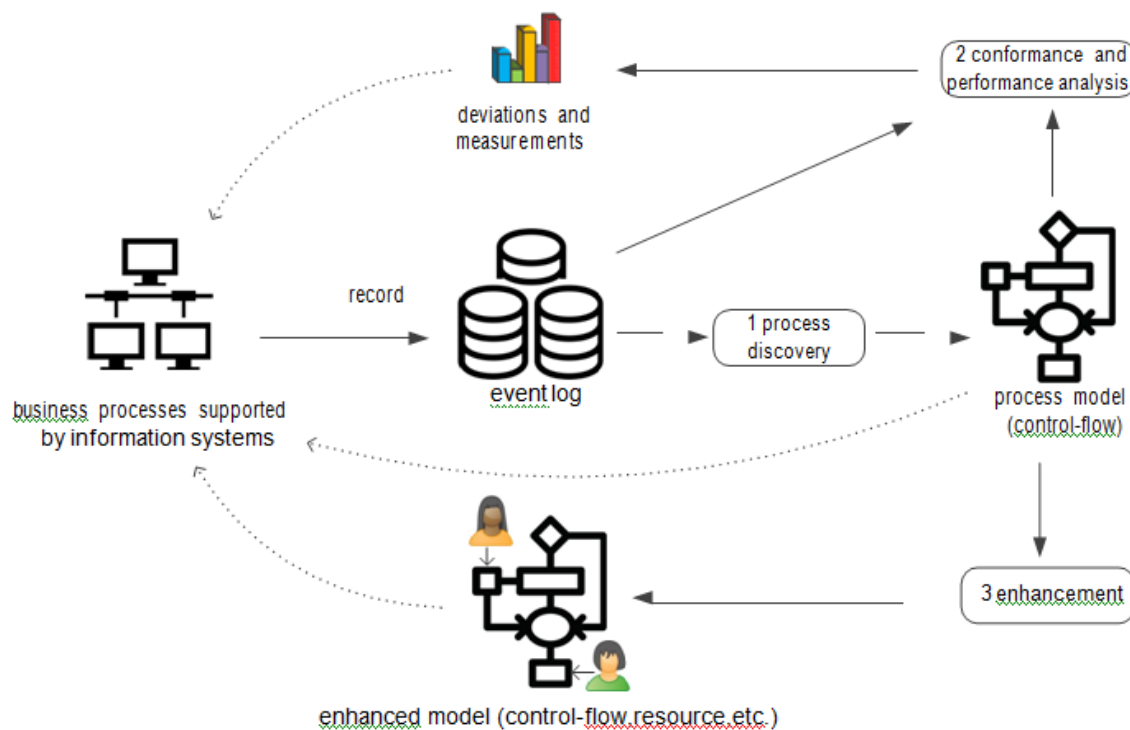 2 conformance and
performance analysis
deviations and
measurements
record
event log
1 process
discovery
business processes supported
by information systems
process model
(control-flow)
3 enhancement
enhanced model (control-flow,resource,etc.)